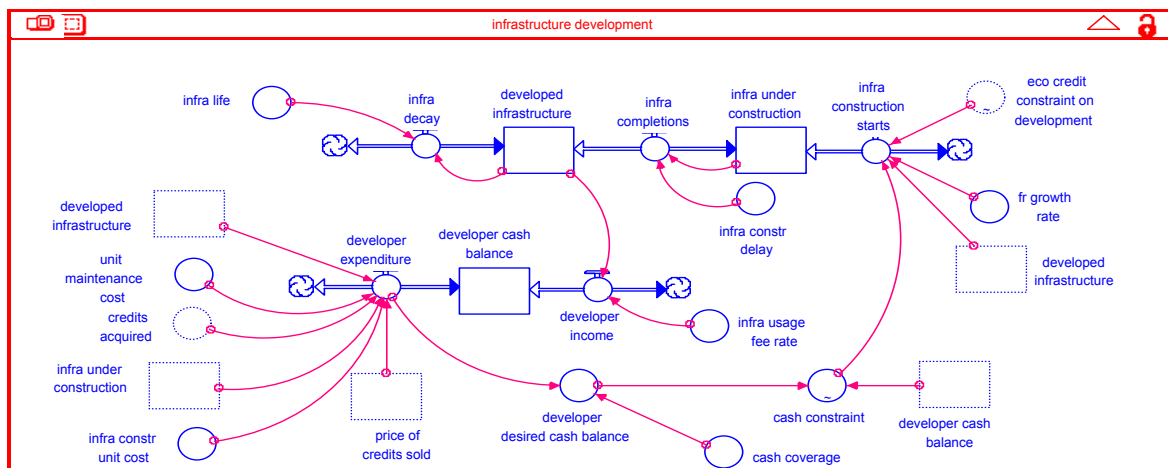 infrastructure development
infra life
infra
decay
developed
infrastructure
infra
completions
infra under
construction
infra
construction
starts
eco credit
constraint on
development
~
developed
infrastructure
developer
expenditure
developer cash
balance
infra constr
delay
fr growth
rate
unit
maintenance
cost
developed
infrastructure
credits
acquired
developer
income
infra usage
fee rate
infra under
construction
infra constr
unit cost
price of
credits sold
developer
desired cash balance
~
cash constraint
developer cash
balance
cash coverage